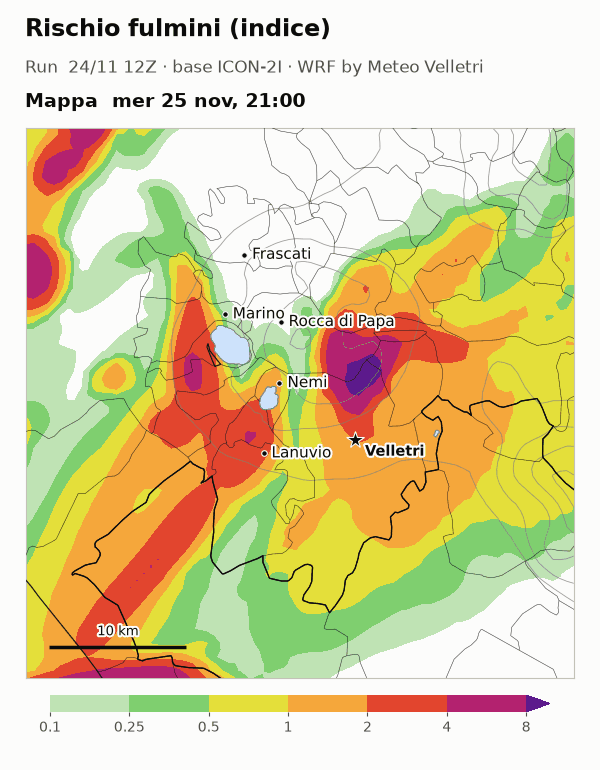 Rischio fulmini (indice)
Run  24/11 12Z · base ICON-2I · WRF by Meteo Velletri
Mappa  mer 25 nov, 21:00
Frascati
Marino
Rocca di Papa
Nemi
Velletri
Lanuvio
10 km
0.1 0.25 0.5 1 2 4 8